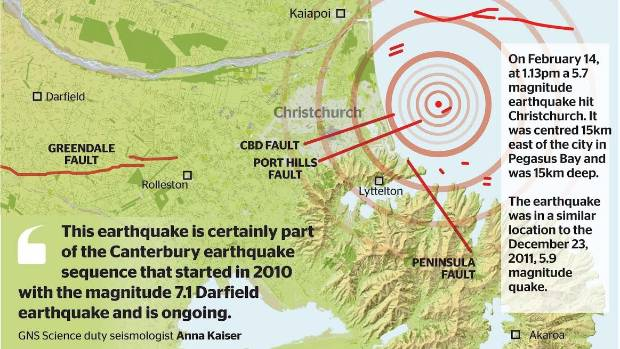 Kaiapoi
Darfield
Christchurch
GREENDALE
FAULT
CBD FAULT
PORT HILLS
FAULT
Rolleston
Lyttelton
PENINSULA
FAULT
Akaroa
On February 14,
at 1.13pm a 5.7
magnitude
earthquake hit
Christchurch. It
was centred 15km
east of the city in
Pegasus Bay and
was 15km deep.
The earthquake
was in a similar
location to the
December 23,
2011, 5.9
magnitude
quake.
“This earthquake is certainly part
of the Canterbury earthquake
sequence that started in 2010
with the magnitude 7.1 Darfield
earthquake and is ongoing.
GNS Science duty seismologist Anna Kaiser